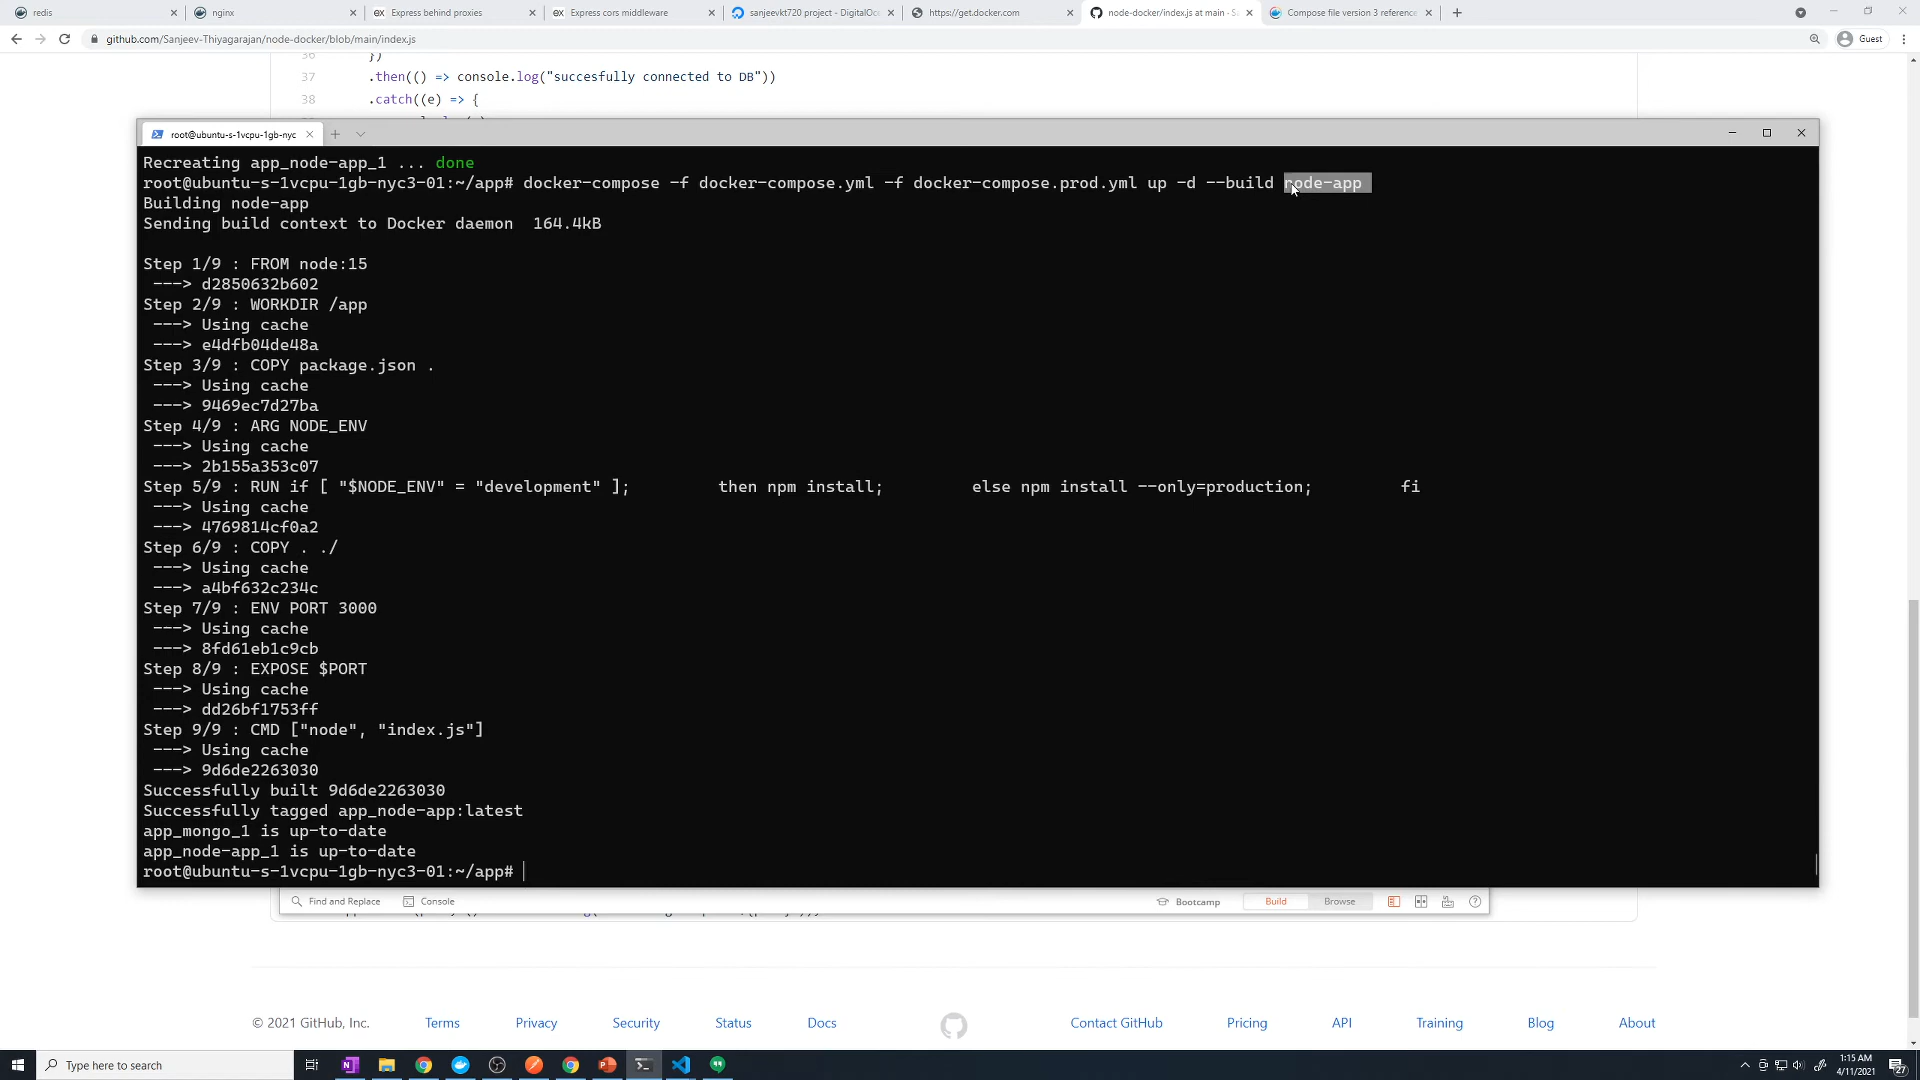 redis
nginx
Express behind proxies
Express cors middleware
sanjeevkt720 project - DigitalOce
https://get.docker.com
node-docker/index.js at main · S
Compose file version 3 reference
github.com/Sanjeev-Thiyagarajan/node-docker/blob/main/index.js
Guest
36 })
37 .then(() => console.log("succesfully connected to DB"))
38 .catch((e) => {
root@ubuntu-s-1vcpu-1gb-nyc
Recreating app_node-app_1 ... done
root@ubuntu-s-1vcpu-1gb-nyc3-01:~/app# docker-compose -f docker-compose.yml -f docker-compose.prod.yml up -d --build node-app
Building node-app
Sending build context to Docker daemon  164.4kB
Step 1/9 : FROM node:15
---> d2850632b602
Step 2/9 : WORKDIR /app
---> Using cache
---> e4dfb04de48a
Step 3/9 : COPY package.json .
---> Using cache
---> 9469ec7d27ba
Step 4/9 : ARG NODE_ENV
---> Using cache
---> 2b155a353c07
Step 5/9 : RUN if [ "$NODE_ENV" = "development" ];         then npm install;         else npm install --only=production;         fi
---> Using cache
---> 4769814cf0a2
Step 6/9 : COPY . ./
---> Using cache
---> a4bf632c234c
Step 7/9 : ENV PORT 3000
---> Using cache
---> 8fd61eb1c9cb
Step 8/9 : EXPOSE $PORT
---> Using cache
---> dd26bf1753ff
Step 9/9 : CMD ["node", "index.js"]
---> Using cache
---> 9d6de2263030
Successfully built 9d6de2263030
Successfully tagged app_node-app:latest
app_mongo_1 is up-to-date
app_node-app_1 is up-to-date
root@ubuntu-s-1vcpu-1gb-nyc3-01:~/app#
Find and Replace
Console
Bootcamp
Build
Browse
© 2021 GitHub, Inc.
Terms
Privacy
Security
Status
Docs
Contact GitHub
Pricing
API
Training
Blog
About
Type here to search
1:15 AM
4/11/2021
27